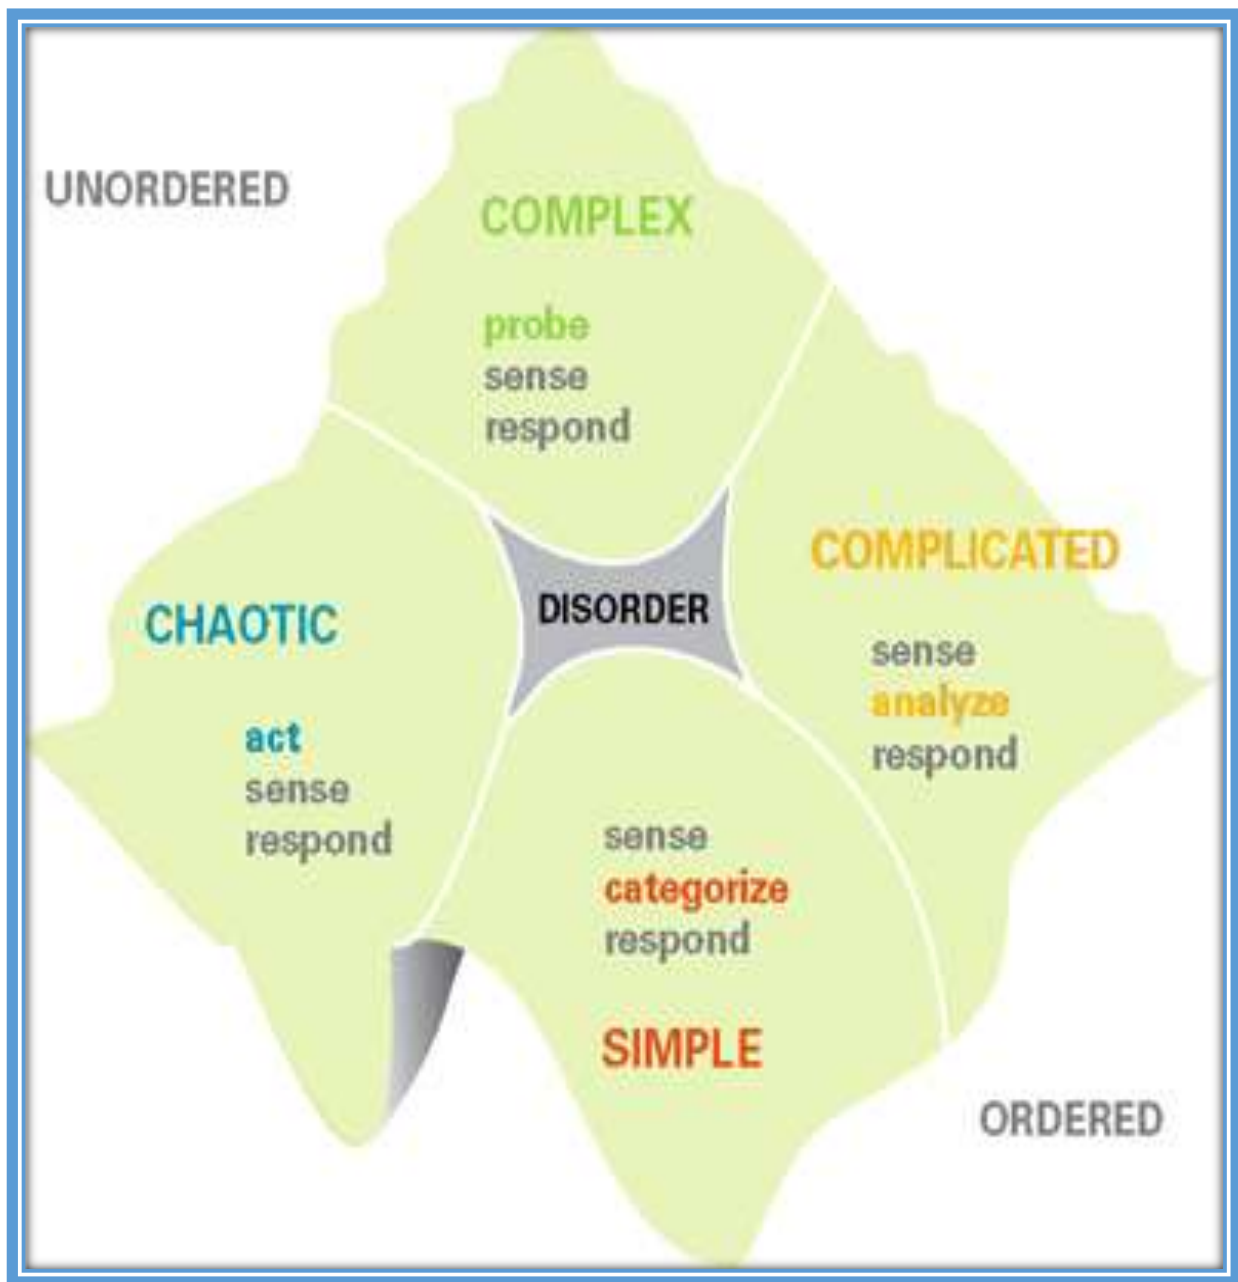 UNORDERED
COMPLEX
probe
sense
respond
COMPLICATED
sense
analyze
respond
DISORDER
CHAOTIC
act
sense
respond
sense
categorize
respond
SIMPLE
ORDERED